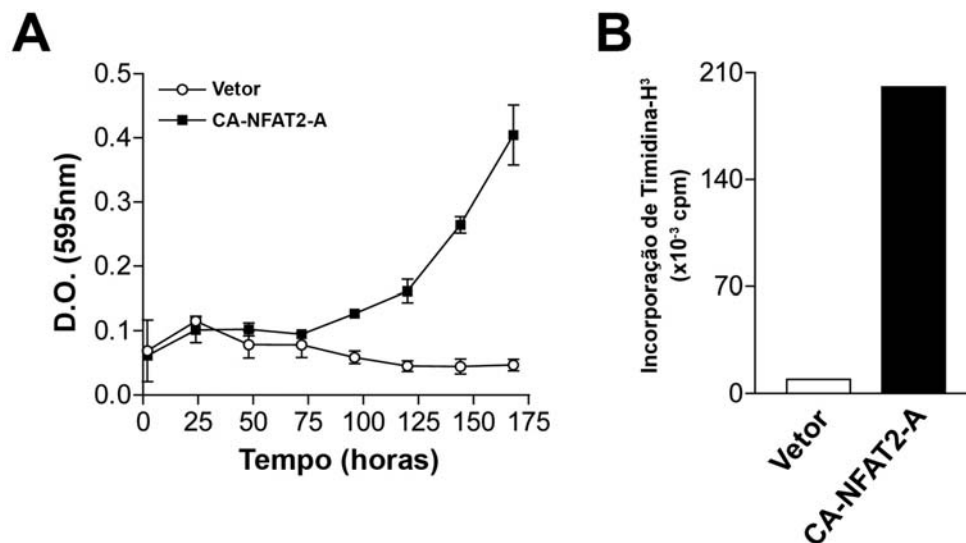 A
D.O. (595nm)
0.5
0.4
0.3
0.2
0.1
0.0
Vetor
CA-NFAT2-A
0 25 50 75 100 125 150 175
Tempo (horas)
B
Incorporação de Timidina-H³
(x10⁻³ cpm)
210
140
70
0
Vetor
CA-NFAT2-A